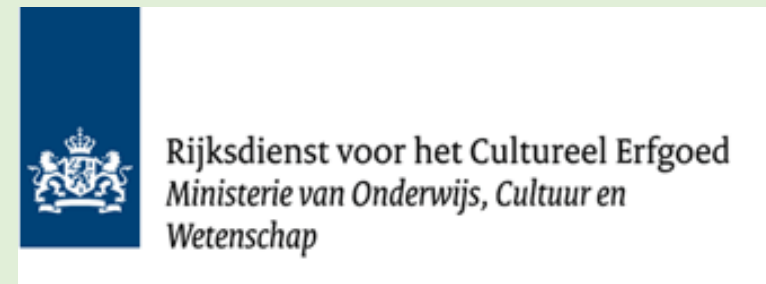 Rijksdienst voor het Cultureel Erfgoed
Ministerie van Onderwijs, Cultuur en
Wetenschap